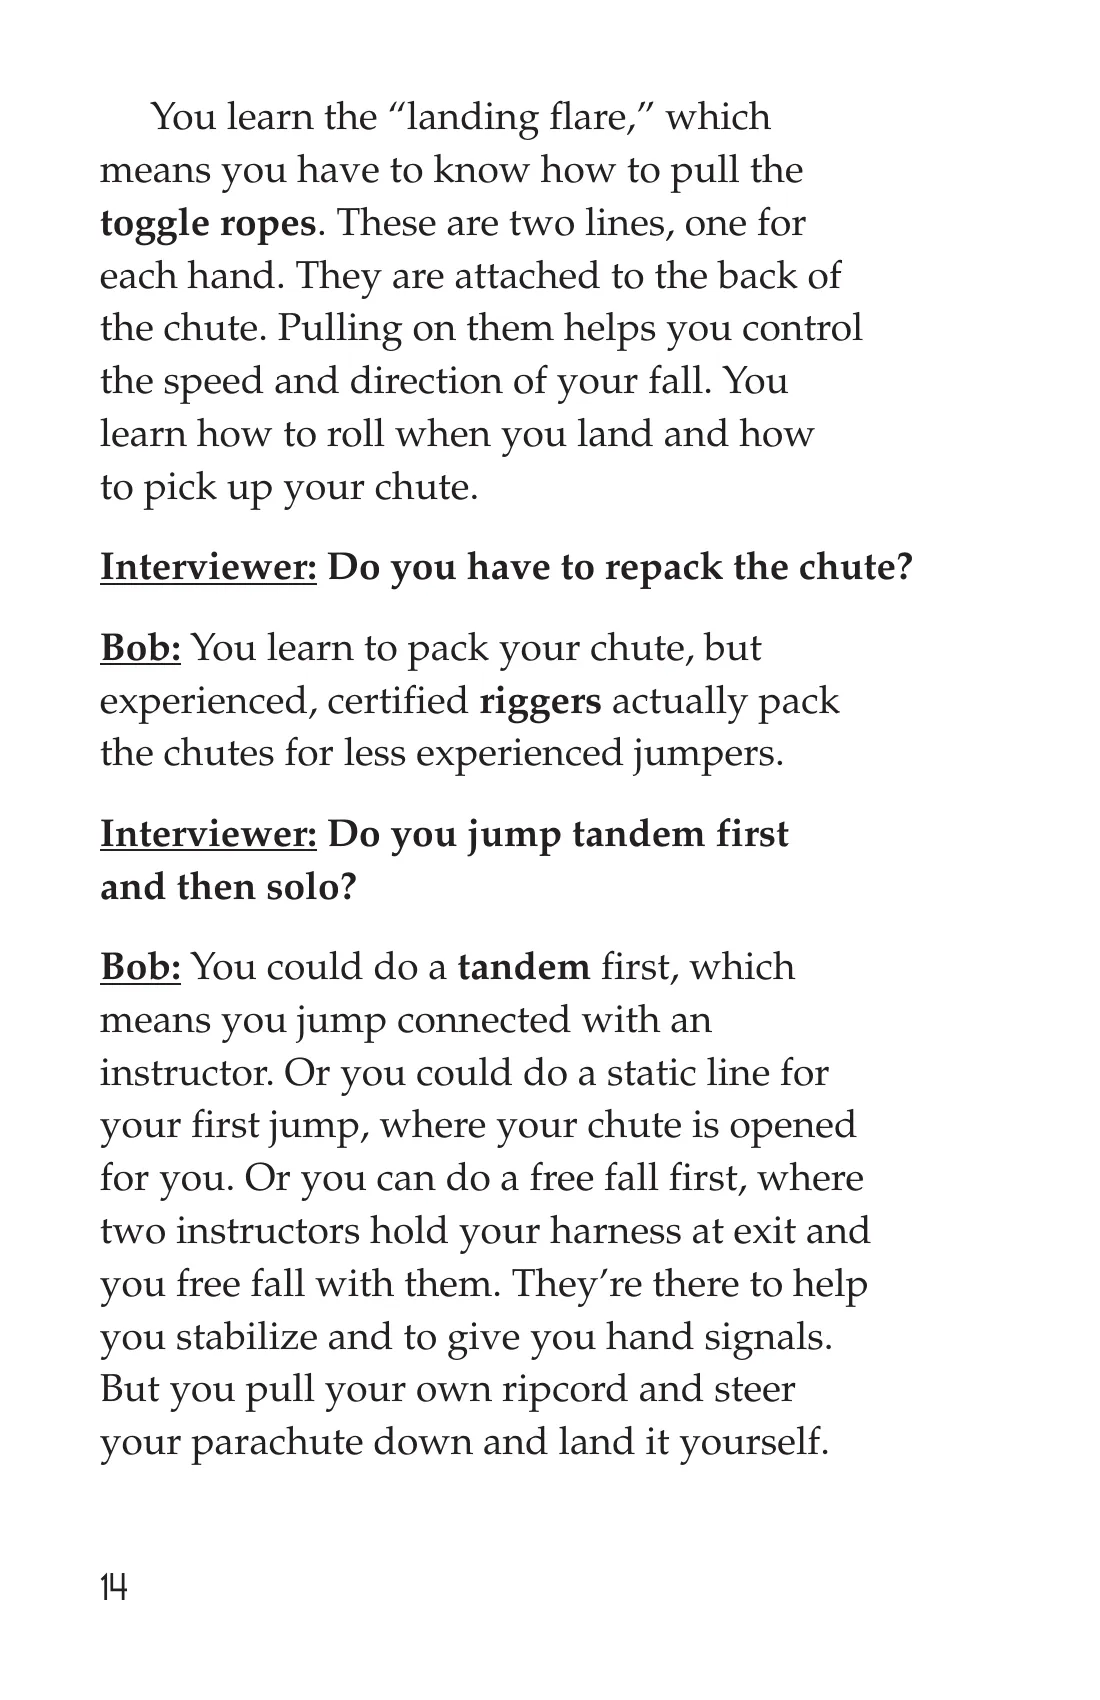 You learn the “landing flare,” which
means you have to know how to pull the
toggle ropes. These are two lines, one for
each hand. They are attached to the back of
the chute. Pulling on them helps you control
the speed and direction of your fall. You
learn how to roll when you land and how
to pick up your chute.
Interviewer: Do you have to repack the chute?
Bob: You learn to pack your chute, but
experienced, certified riggers actually pack
the chutes for less experienced jumpers.
Interviewer: Do you jump tandem first
and then solo?
Bob: You could do a tandem first, which
means you jump connected with an
instructor. Or you could do a static line for
your first jump, where your chute is opened
for you. Or you can do a free fall first, where
two instructors hold your harness at exit and
you free fall with them. They’re there to help
you stabilize and to give you hand signals.
But you pull your own ripcord and steer
your parachute down and land it yourself.
14